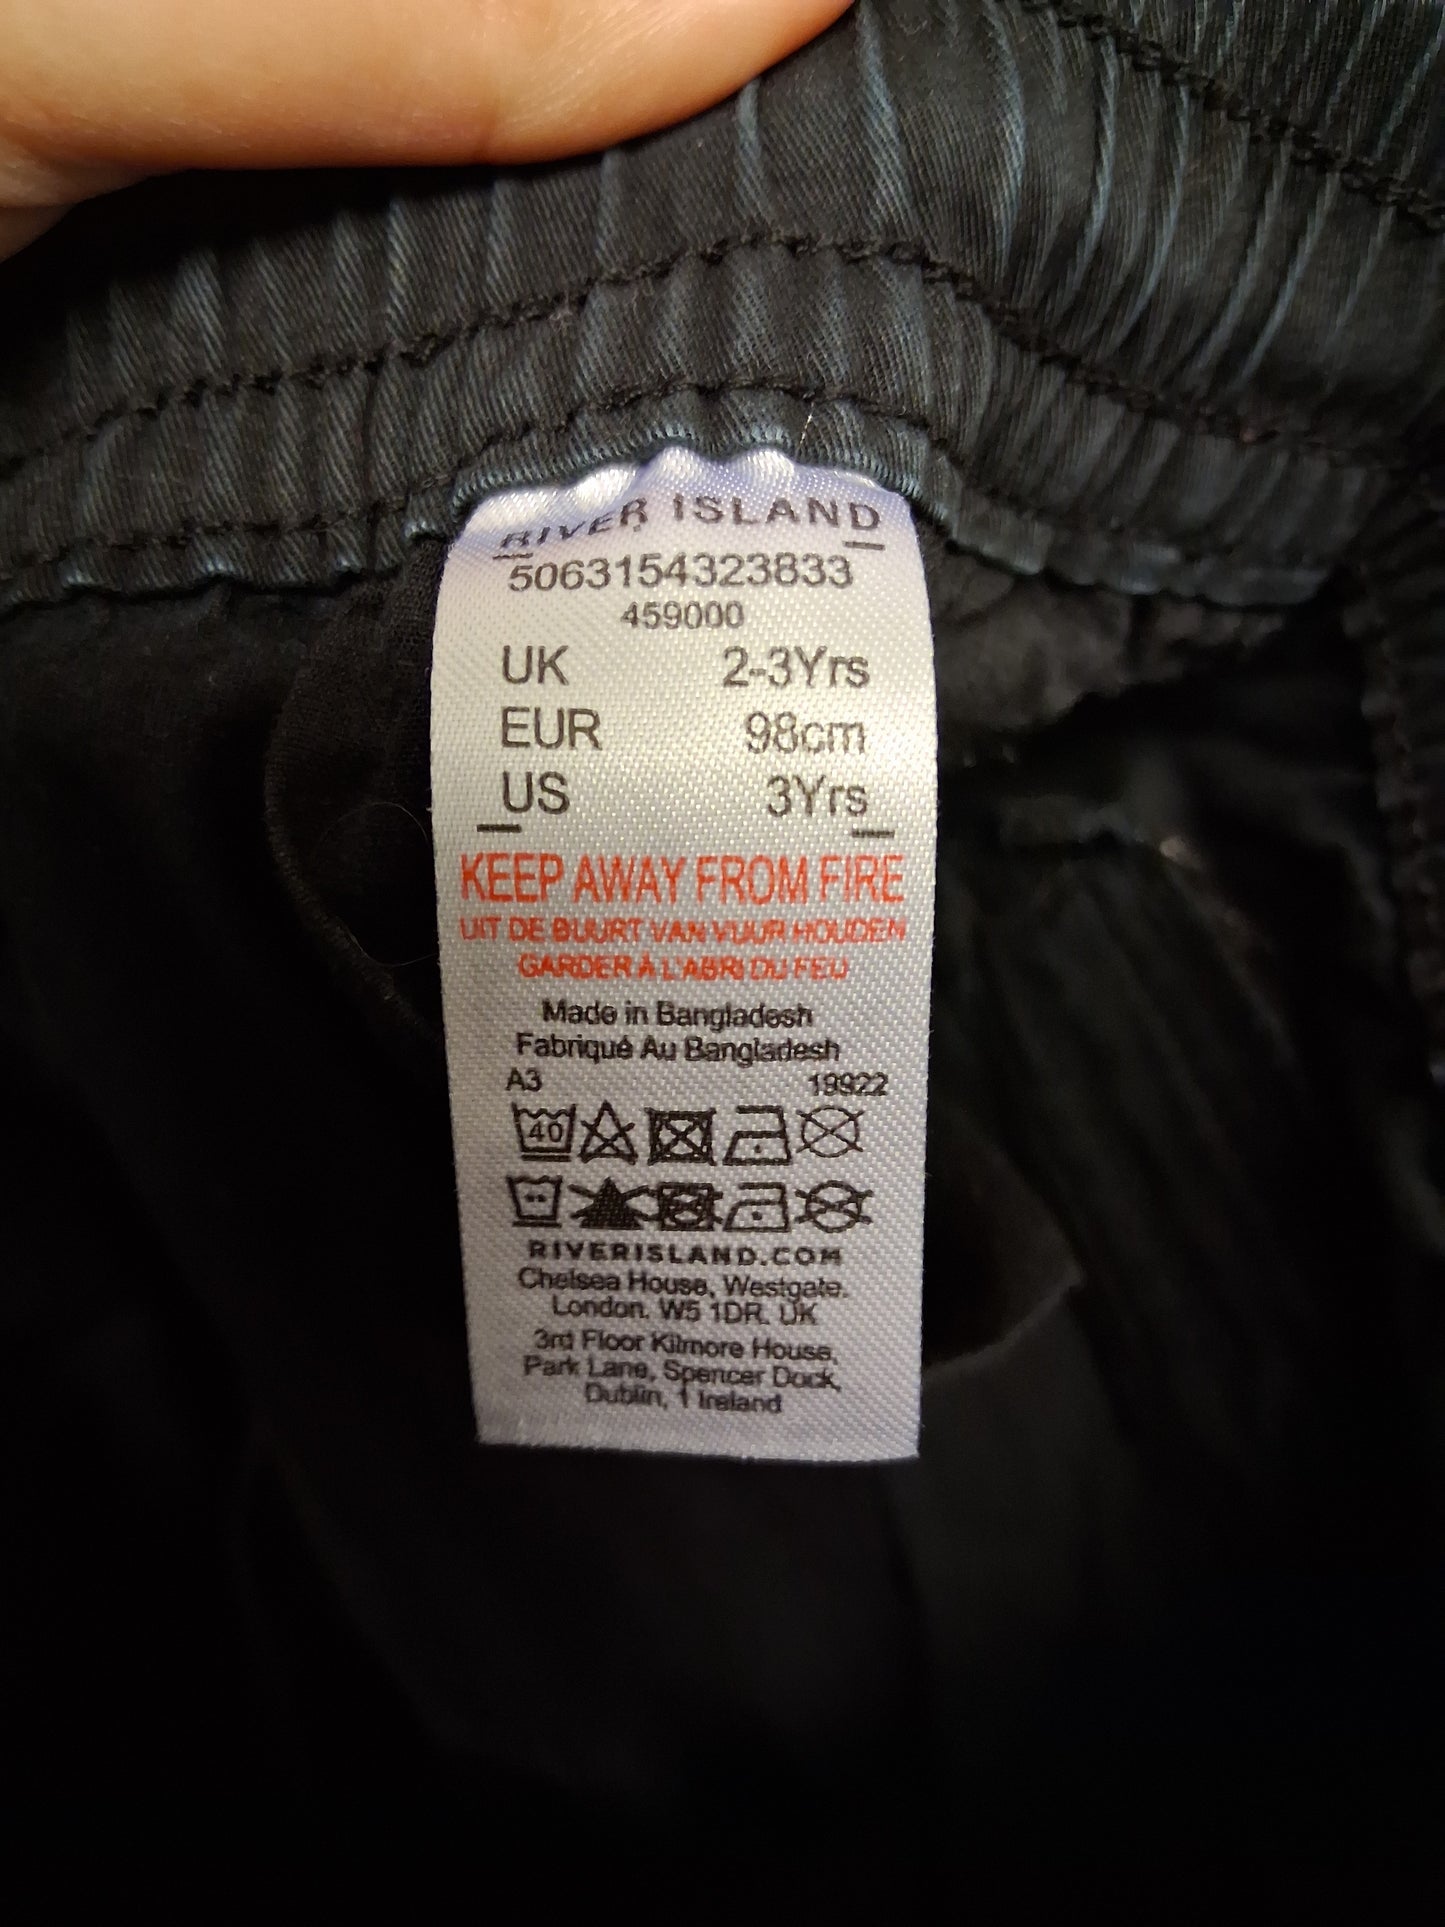 RIVER ISLAND
5063154323833
459000
UK 2-3Yrs
EUR 98cm
US 3Yrs
KEEP AWAY FROM FIRE
UIT DE BUURT VAN VUUR HOUDEN
GARDER À L'ABRI DU FEU
Made in Bangladesh
Fabriqué Au Bangladesh
A3 19922
40
RIVERISLAND.COM
Chelsea House, Westgate.
London. W5 1DR. UK
3rd Floor Kilmore House,
Park Lane, Spencer Dock,
Dublin, 1 Ireland